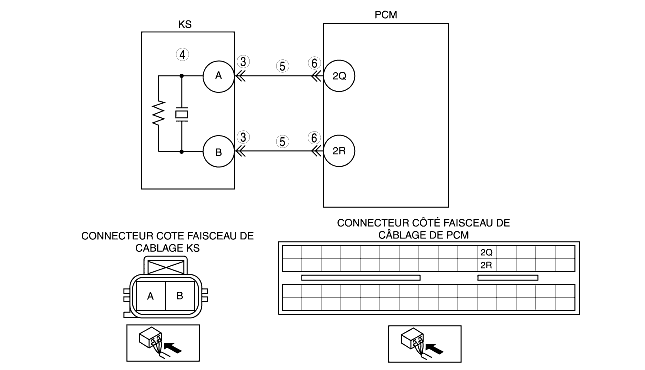 KS
PCM
4
3
5
6
A
2Q
3
5
6
B
2R
CONNECTEUR COTE FAISCEAU DE
CABLAGE KS
CONNECTEUR CÔTÉ FAISCEAU DE
CÂBLAGE DE PCM
2Q
2R
A B